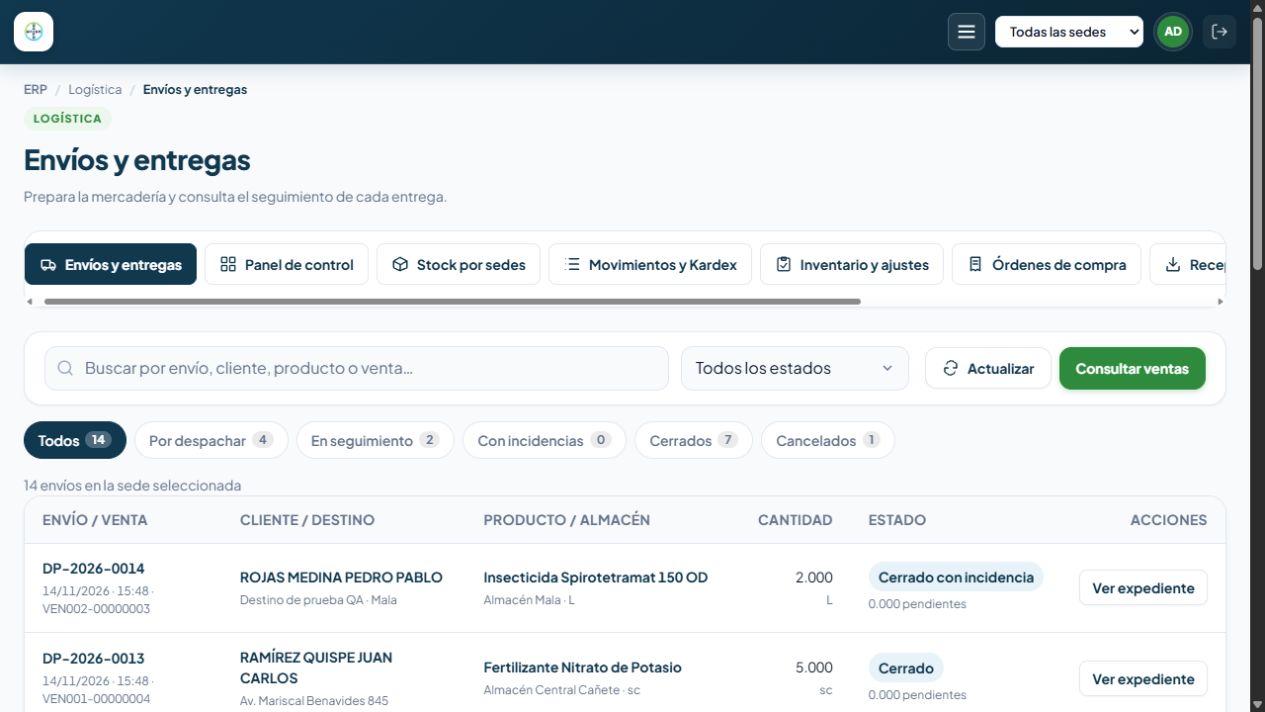 Todas las sedes
AD
ERP / Logística / Envíos y entregas
LOGÍSTICA
Envíos y entregas
Prepara la mercadería y consulta el seguimiento de cada entrega.
Envíos y entregas
Panel de control
Stock por sedes
Movimientos y Kardex
Inventario y ajustes
Órdenes de compra
Recep
Buscar por envío, cliente, producto o venta...
Todos los estados
Actualizar
Consultar ventas
Todos 14
Por despachar 4
En seguimiento 2
Con incidencias 0
Cerrados 7
Cancelados 1
14 envíos en la sede seleccionada
ENVÍO / VENTA
CLIENTE / DESTINO
PRODUCTO / ALMACÉN
CANTIDAD
ESTADO
ACCIONES
DP-2026-0014
14/11/2026 · 15:48 ·
VEN002-00000003
ROJAS MEDINA PEDRO PABLO
Destino de prueba QA · Mala
Insecticida Spirotetramat 150 OD
Almacén Mala · L
2.000
L
Cerrado con incidencia
0.000 pendientes
Ver expediente
DP-2026-0013
14/11/2026 · 15:48 ·
VEN001-00000004
RAMÍREZ QUISPE JUAN
CARLOS
Av. Mariscal Benavides 845
Fertilizante Nitrato de Potasio
Almacén Central Cañete · sc
5.000
sc
Cerrado
0.000 pendientes
Ver expediente